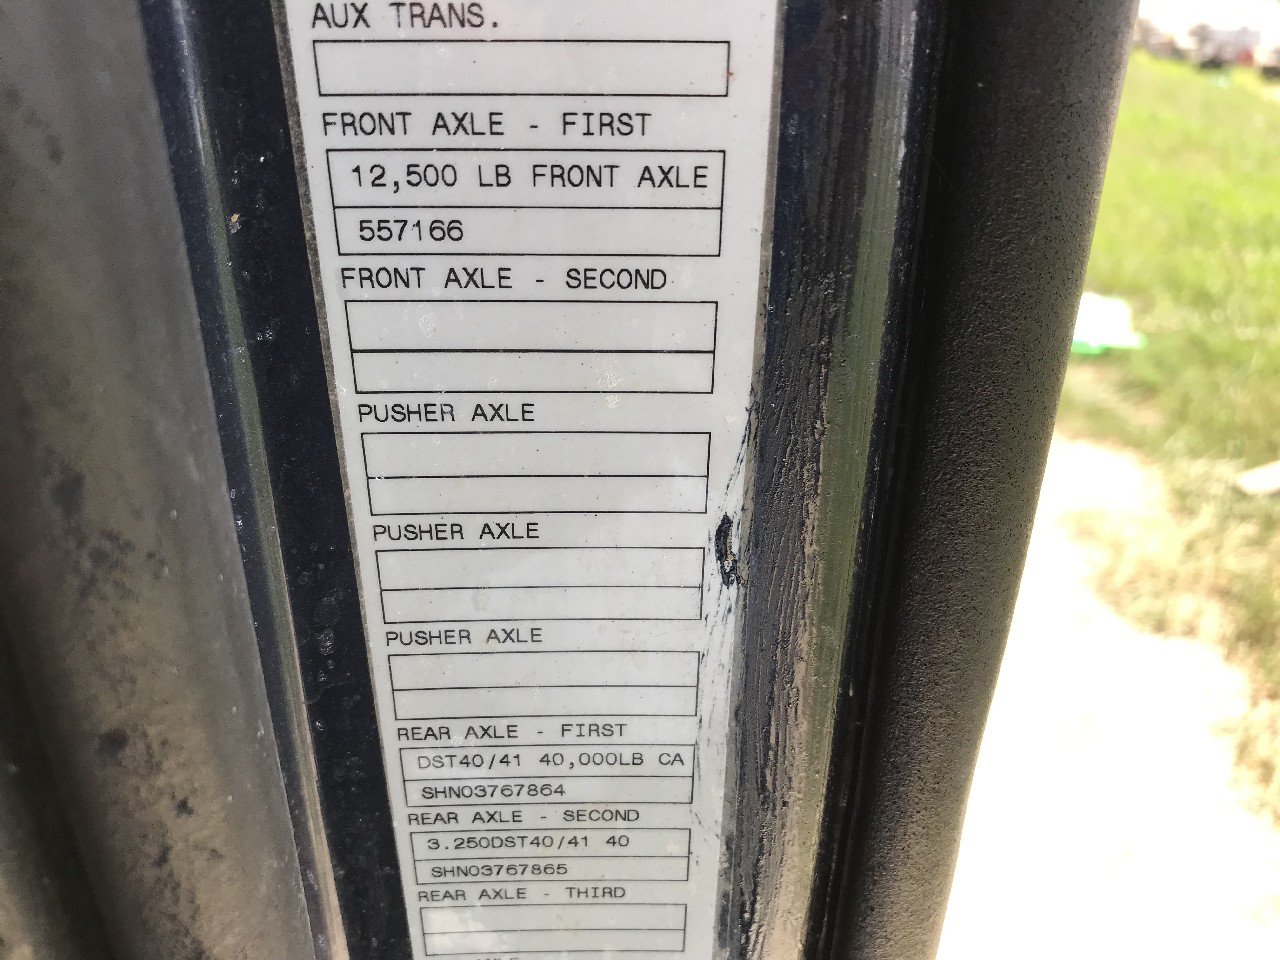 AUX TRANS.
FRONT AXLE - FIRST
12,500 LB FRONT AXLE
557166
FRONT AXLE - SECOND
PUSHER AXLE
PUSHER AXLE
PUSHER AXLE
REAR AXLE - FIRST
DST40/41 40,000LB CA
SHN03767864
REAR AXLE - SECOND
3.250DST40/41 40
SHN03767865
REAR AXLE - THIRD